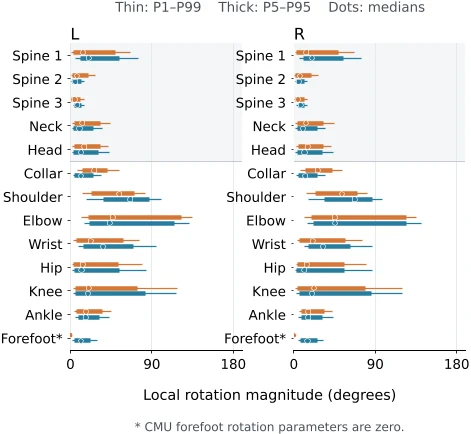 Thin: P1–P99 Thick: P5–P95 Dots: medians
L
Spine 1
Spine 2
Spine 3
Neck
Head
Collar
Shoulder
Elbow
Wrist
Hip
Knee
Ankle
Forefoot*
0 90 180
R
Spine 1
Spine 2
Spine 3
Neck
Head
Collar
Shoulder
Elbow
Wrist
Hip
Knee
Ankle
Forefoot*
0 90 180
Local rotation magnitude (degrees)
* CMU forefoot rotation parameters are zero.